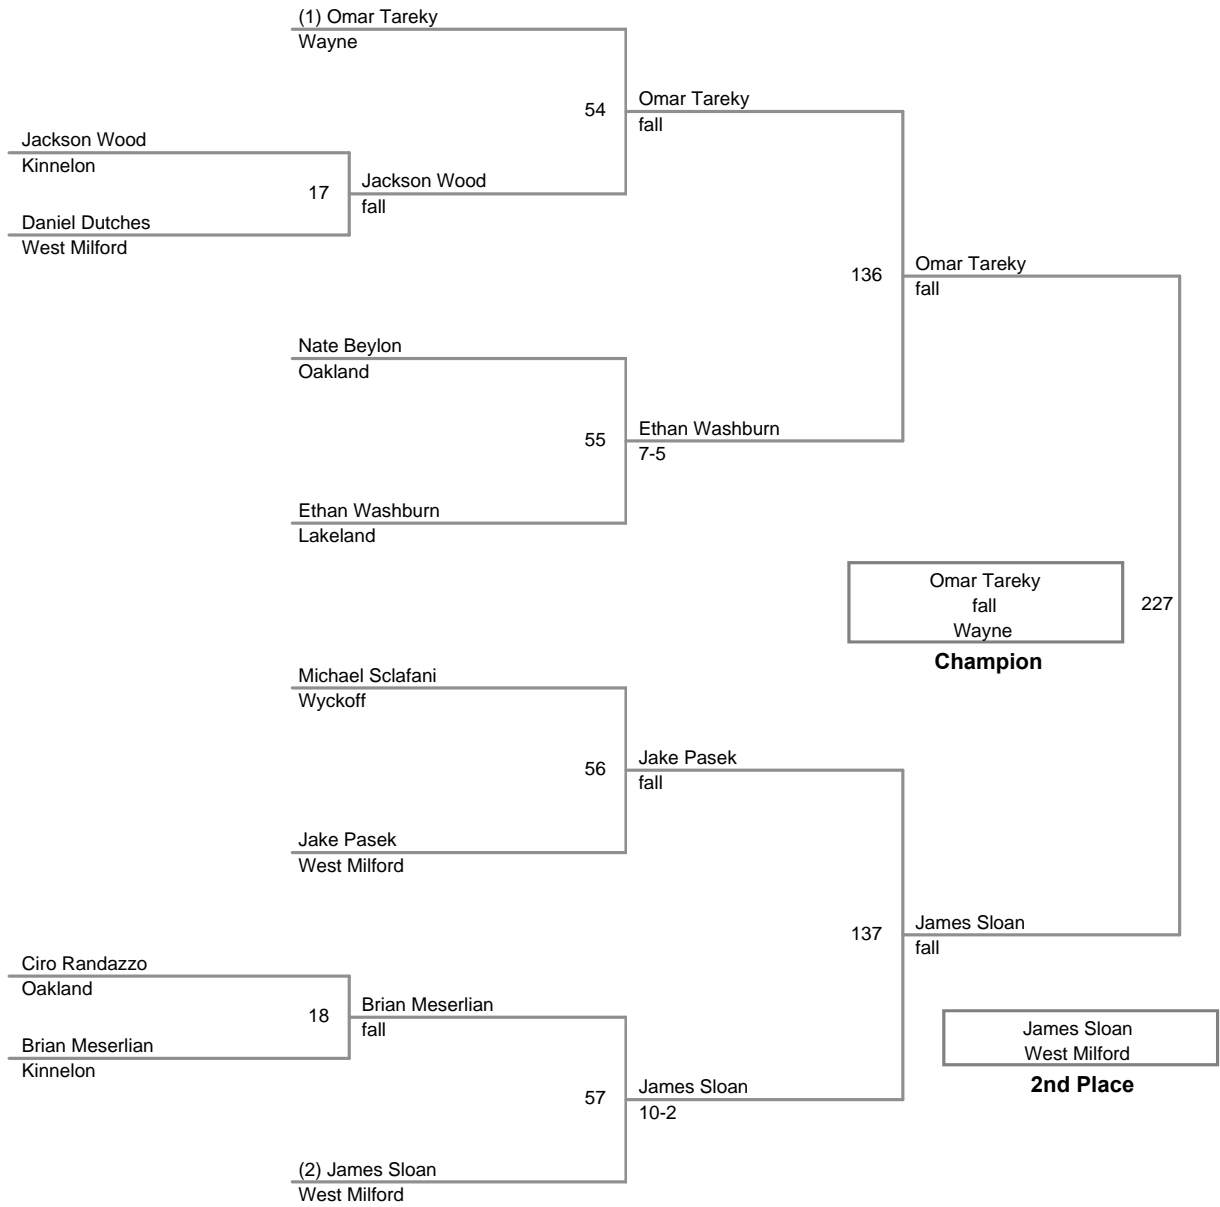 (1) Omar Tareky
Wayne
54
Omar Tareky
fall
Jackson Wood
Kinnelon
17
Jackson Wood
fall
Daniel Dutches
West Milford
136
Omar Tareky
fall
Nate Beylon
Oakland
55
Ethan Washburn
7-5
Ethan Washburn
Lakeland
Omar Tareky
fall
Wayne
Champion
227
Michael Sclafani
Wyckoff
56
Jake Pasek
fall
Jake Pasek
West Milford
137
James Sloan
fall
Ciro Randazzo
Oakland
18
Brian Meserlian
fall
Brian Meserlian
Kinnelon
James Sloan
West Milford
2nd Place
57
James Sloan
10-2
(2) James Sloan
West Milford